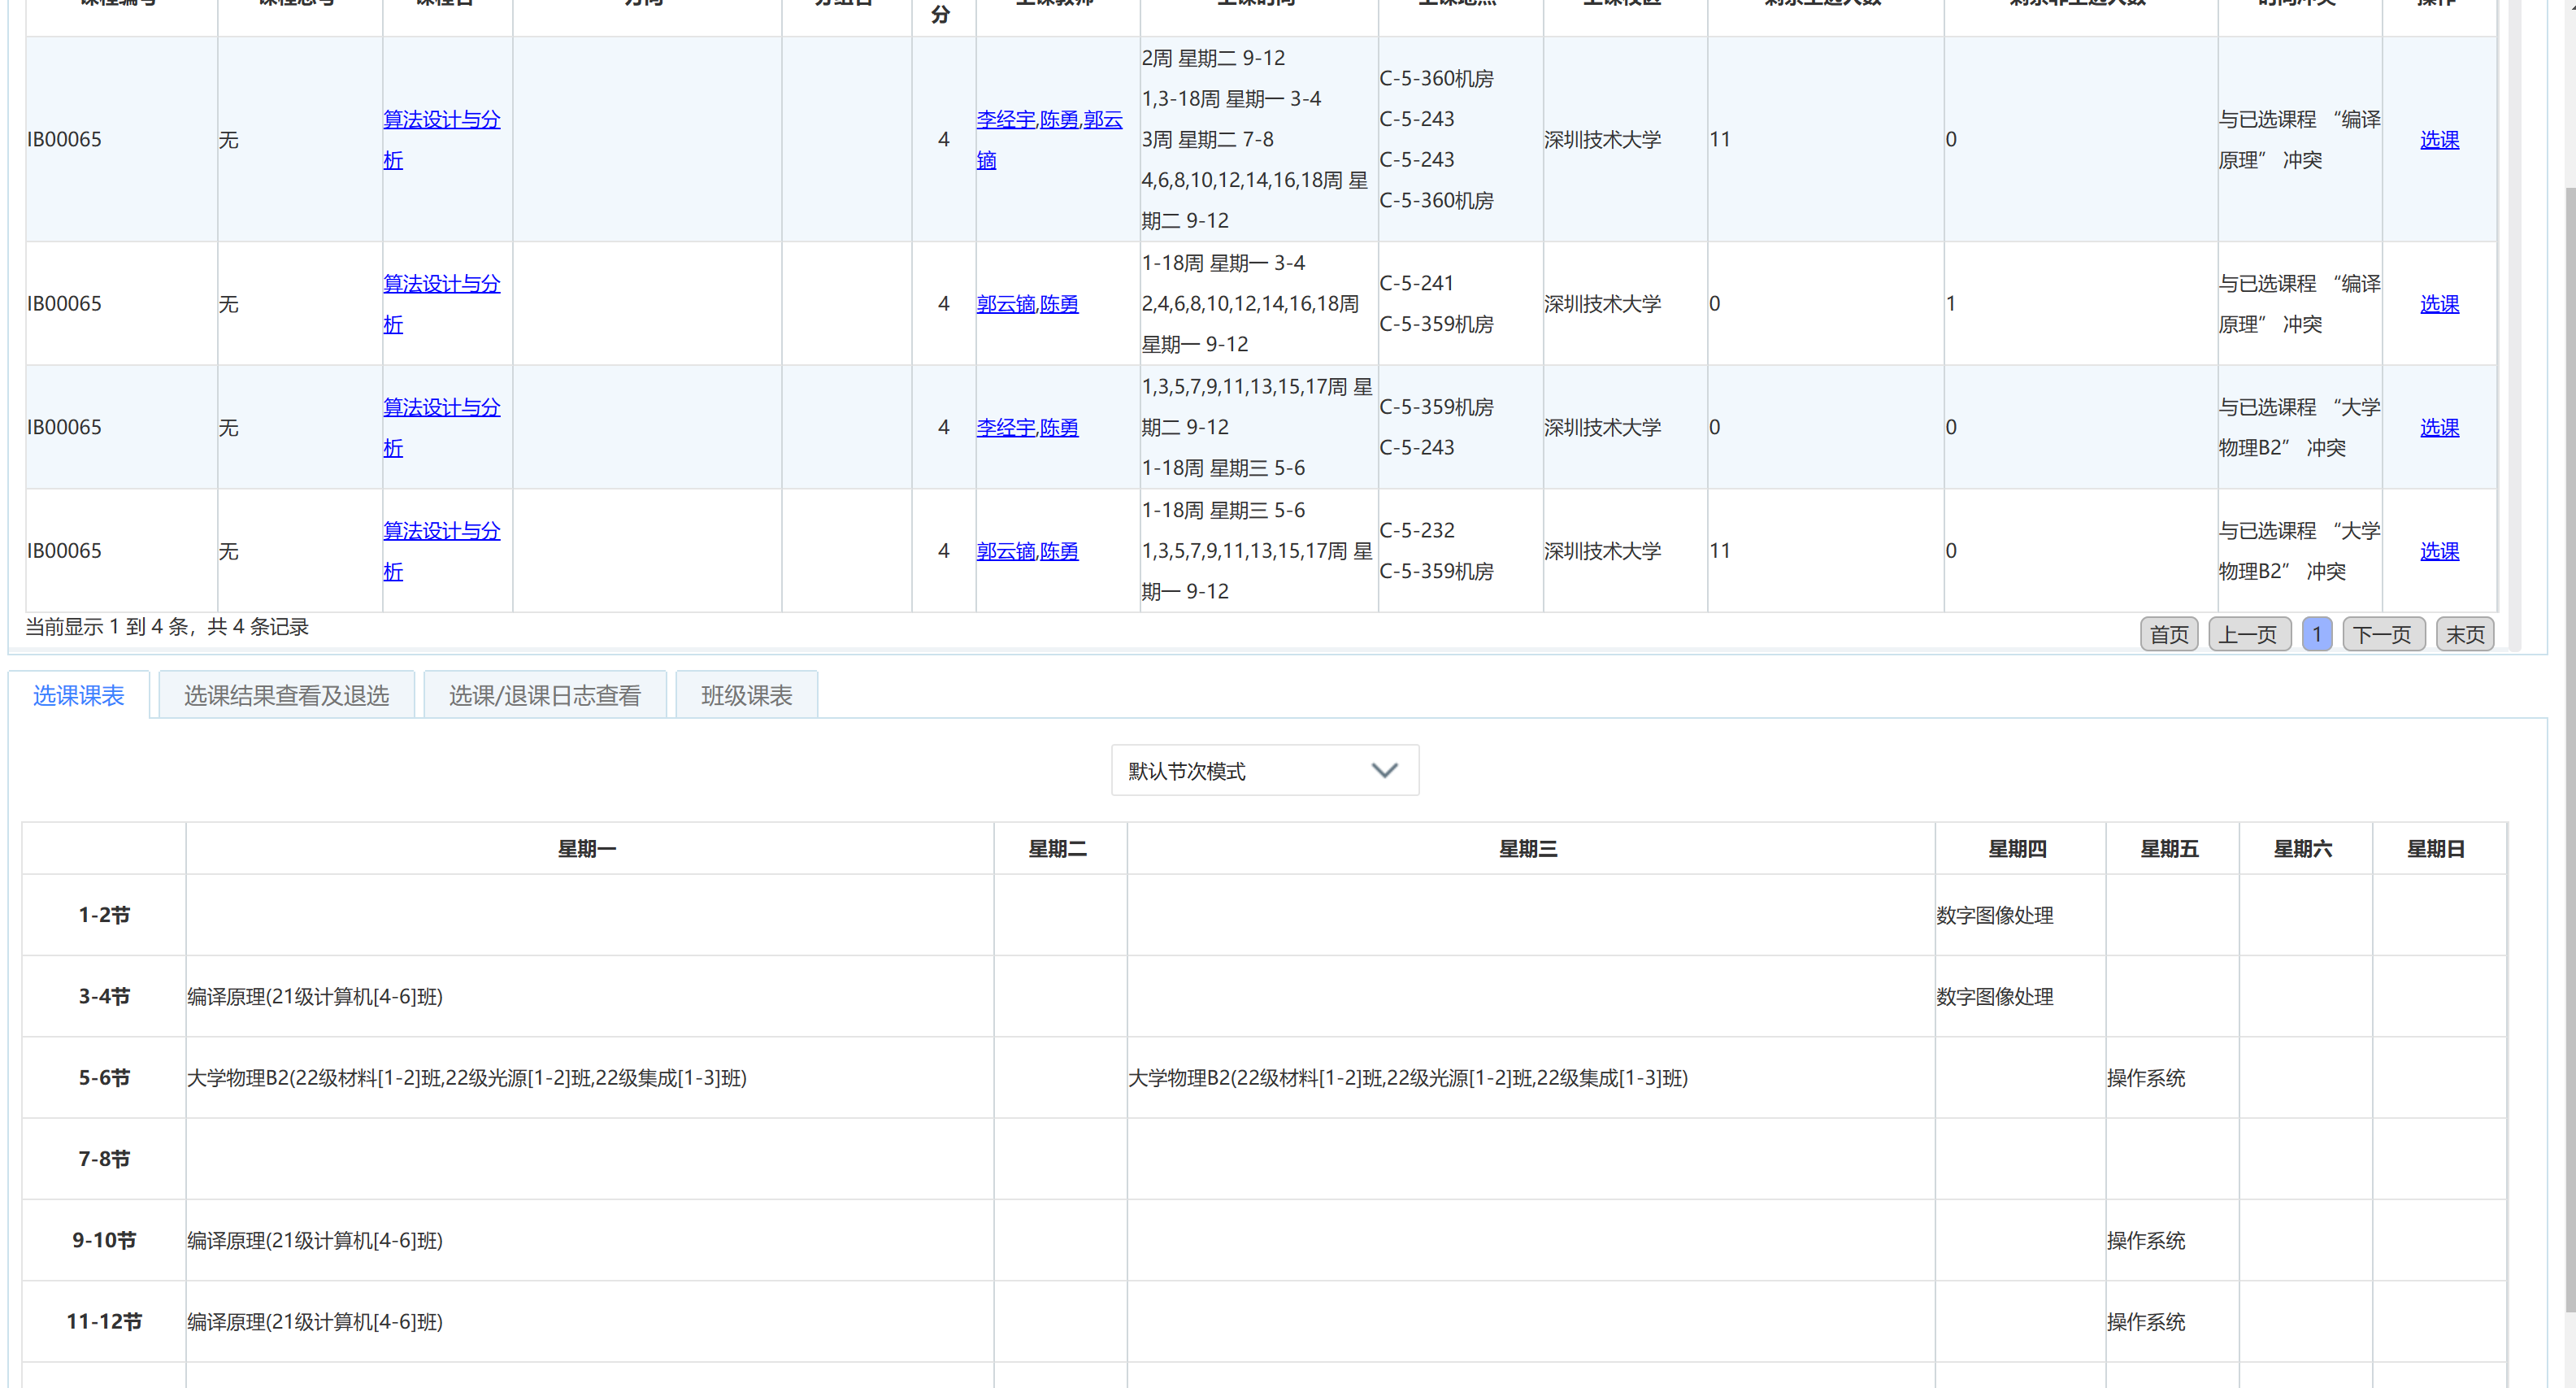 分
IB00065
无
算法设计与分
析
4
李经宇,陈勇,郭云
镝
2周 星期二 9-12
1,3-18周 星期一 3-4
3周 星期二 7-8
4,6,8,10,12,14,16,18周 星
期二 9-12
C-5-360机房
C-5-243
C-5-243
C-5-360机房
深圳技术大学
11
0
与已选课程 “编译
原理” 冲突
选课
IB00065
无
算法设计与分
析
4
郭云镝,陈勇
1-18周 星期一 3-4
2,4,6,8,10,12,14,16,18周
星期一 9-12
C-5-241
C-5-359机房
深圳技术大学
0
1
与已选课程 “编译
原理” 冲突
选课
IB00065
无
算法设计与分
析
4
李经宇,陈勇
1,3,5,7,9,11,13,15,17周 星
期二 9-12
1-18周 星期三 5-6
C-5-359机房
C-5-243
深圳技术大学
0
0
与已选课程 “大学
物理B2” 冲突
选课
IB00065
无
算法设计与分
析
4
郭云镝,陈勇
1-18周 星期三 5-6
1,3,5,7,9,11,13,15,17周 星
期一 9-12
C-5-232
C-5-359机房
深圳技术大学
11
0
与已选课程 “大学
物理B2” 冲突
选课
当前显示 1 到 4 条，共 4 条记录
首页 上一页 1 下一页 末页
选课课表 选课结果查看及退选 选课/退课日志查看 班级课表
默认节次模式
星期一 星期二 星期三 星期四 星期五 星期六 星期日
1-2节 数字图像处理
3-4节 编译原理(21级计算机[4-6]班) 数字图像处理
5-6节 大学物理B2(22级材料[1-2]班,22级光源[1-2]班,22级集成[1-3]班) 大学物理B2(22级材料[1-2]班,22级光源[1-2]班,22级集成[1-3]班) 操作系统
7-8节
9-10节 编译原理(21级计算机[4-6]班) 操作系统
11-12节 编译原理(21级计算机[4-6]班) 操作系统